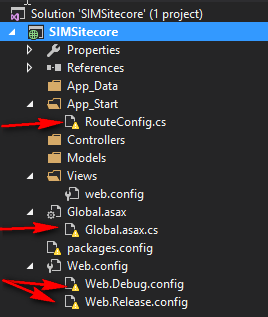 Solution 'SIMSitecore' (1 project)
SIMSitecore
Properties
References
App_Data
App_Start
RouteConfig.cs
Controllers
Models
Views
web.config
Global.asax
Global.asax.cs
packages.config
Web.config
Web.Debug.config
Web.Release.config